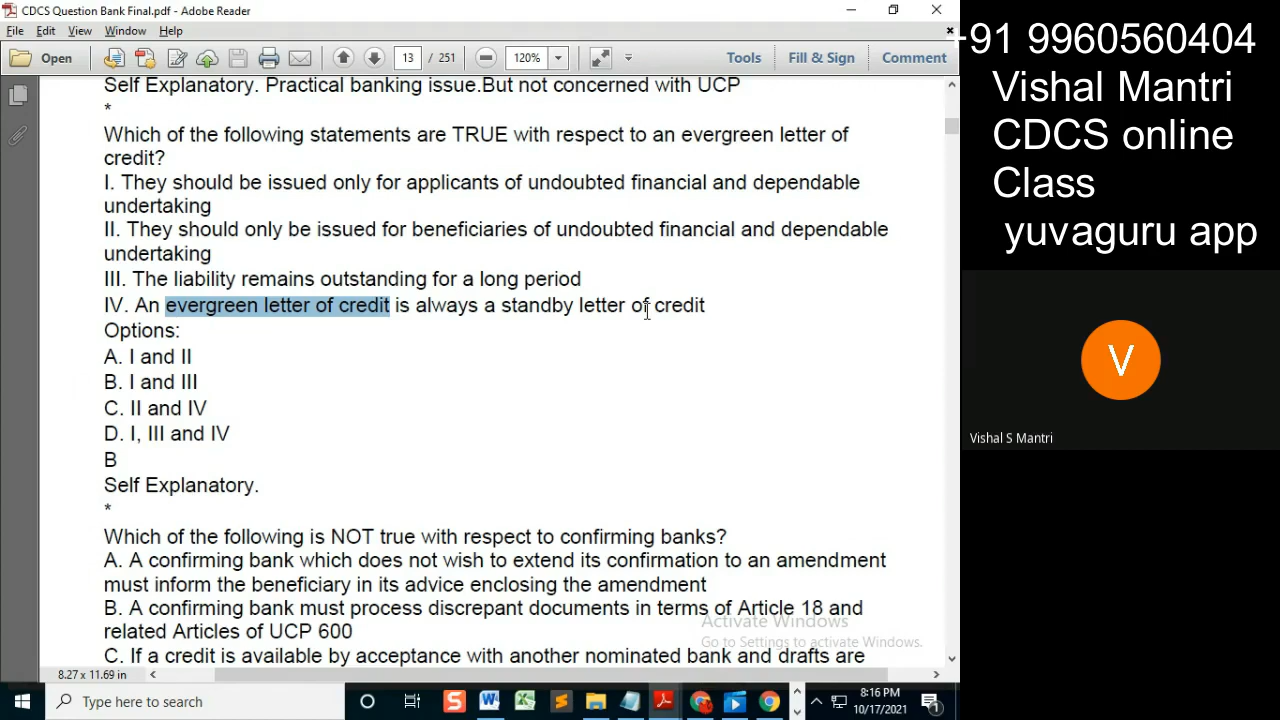 CDCS Question Bank Final.pdf - Adobe Reader
File Edit View Window Help
Open 13 / 251 120% Tools Fill & Sign Comment
Self Explanatory. Practical banking issue.But not concerned with UCP
*
Which of the following statements are TRUE with respect to an evergreen letter of
credit?
I. They should be issued only for applicants of undoubted financial and dependable
undertaking
II. They should only be issued for beneficiaries of undoubted financial and dependable
undertaking
III. The liability remains outstanding for a long period
IV. An evergreen letter of credit is always a standby letter of credit
Options:
A. I and II
B. I and III
C. II and IV
D. I, III and IV
B
Self Explanatory.
*
Which of the following is NOT true with respect to confirming banks?
A. A confirming bank which does not wish to extend its confirmation to an amendment
must inform the beneficiary in its advice enclosing the amendment
B. A confirming bank must process discrepant documents in terms of Article 18 and
related Articles of UCP 600
C. If a credit is available by acceptance with another nominated bank and drafts are
Activate Windows
Go to Settings to activate Windows.
8.27 x 11.69 in
Type here to search
8:16 PM
10/17/2021
1
+91 9960560404
Vishal Mantri
CDCS online
Class
yuvaguru app
V
Vishal S Mantri